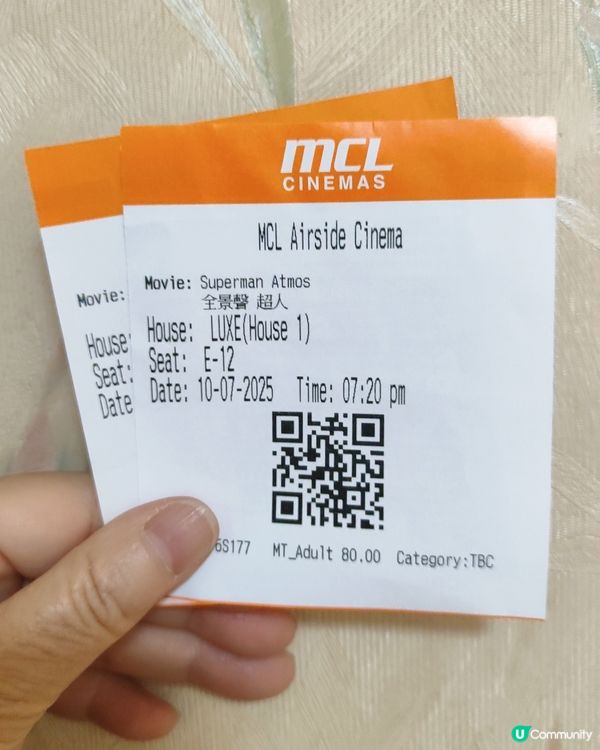 mcL
CINEMAS
MCL Airside Cinema
Movie: Superman Atmos
全景聲 超人
House: LUXE(House 1)
Seat: E-12
Date: 10-07-2025 Time: 07:20 pm
6S177 MT_Adult 80.00 Category:TBC
Movie:
House:
Seat:
Date
U Community